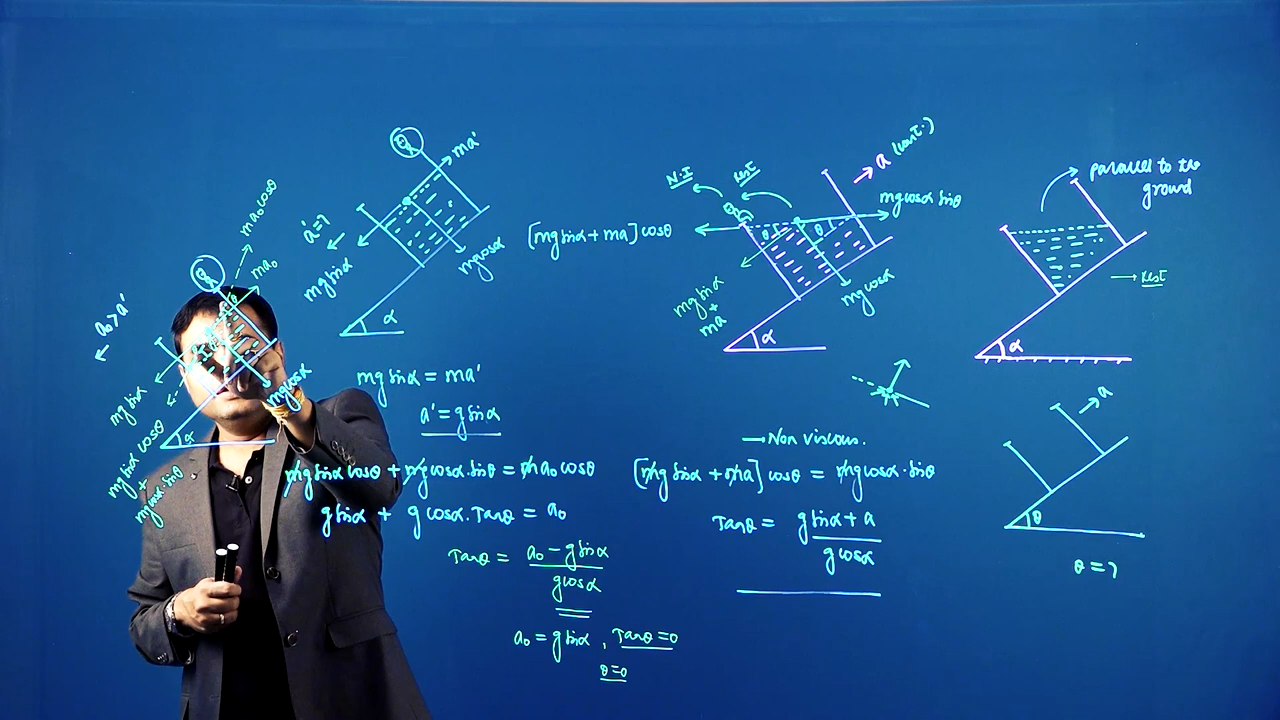 ma'
a'=?
mg sinα
mg cosα
α
ma₀ cosθ
ma₀
θ
a₀ > a'
mg sinα
mg cosα
mg sinα cosθ
+
mg cosα sinθ
α
mg sinα = ma'
a' = g sinα
mg sinα cosθ + mg cosα sinθ = ma₀ cosθ
g sinα + g cosα. Tanθ = a₀
Tanθ = a₀ − g sinα
g cosα
a₀ = g sinα, Tanθ = 0
θ=0
N.I
rest
a (const.)
[mg sinα + ma] cosθ
mg cosα sinθ
θ
θ
mg sinα
+
ma
mg cosα
α
→ Non viscous.
[mg sinα + ma] cosθ = mg cosα · sinθ
Tanθ = g sinα + a
g cosα
parallel to the
ground
→ rest
α
a
θ
θ = ?